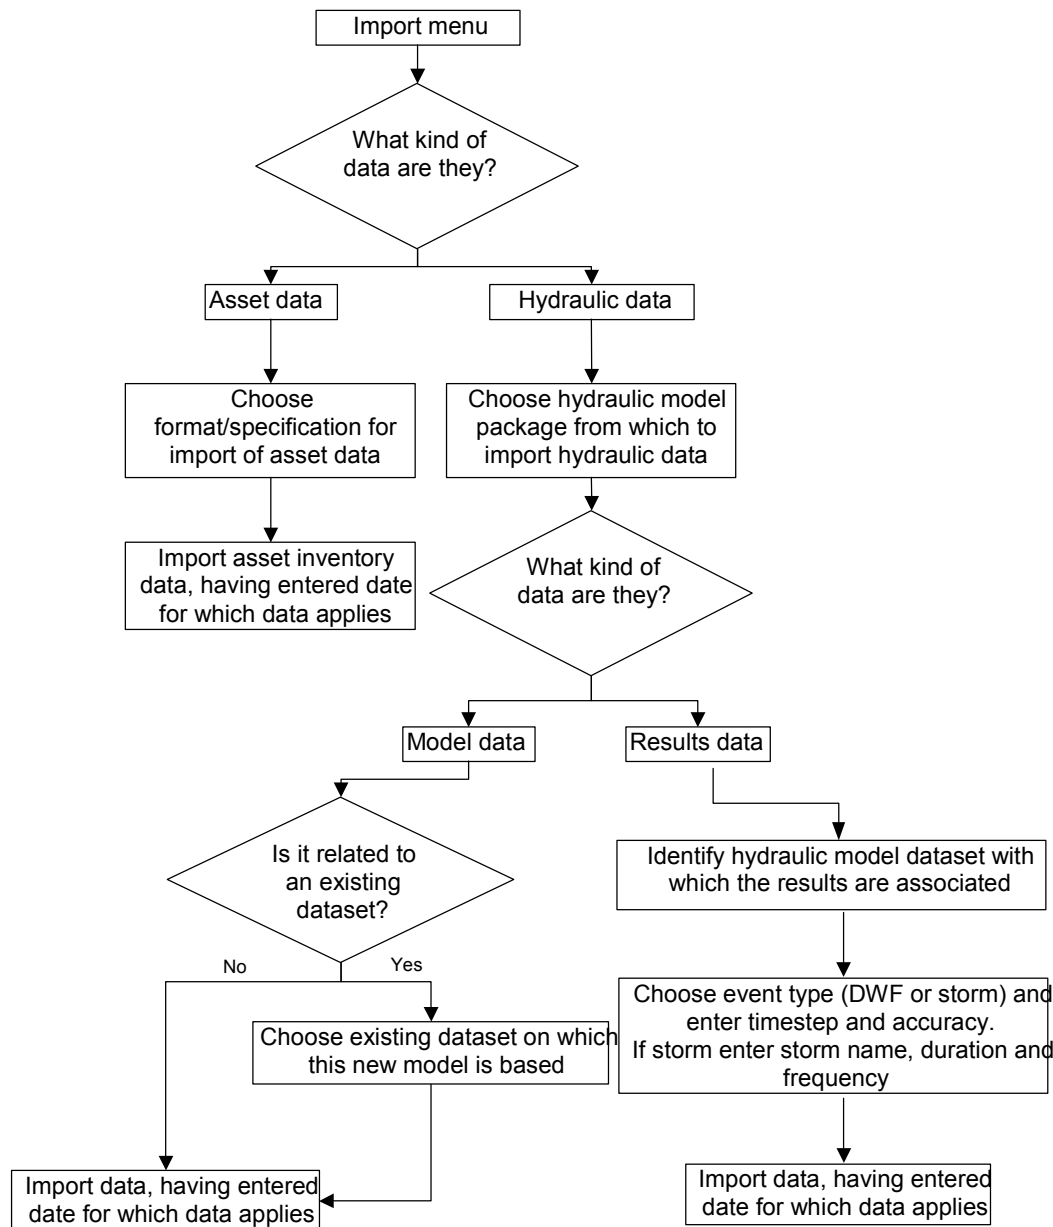 Import menu
What kind of
data are they?
Asset data
Hydraulic data
Choose
format/specification for
import of asset data
Choose hydraulic model
package from which to
import hydraulic data
Import asset inventory
data, having entered date
for which data applies
What kind of
data are they?
Model data
Results data
Is it related to
an existing
dataset?
Identify hydraulic model dataset with
which the results are associated
No
Yes
Choose existing dataset on which
this new model is based
Choose event type (DWF or storm) and
enter timestep and accuracy.
If storm enter storm name, duration and
frequency
Import data, having entered
date for which data applies
Import data, having entered
date for which data applies